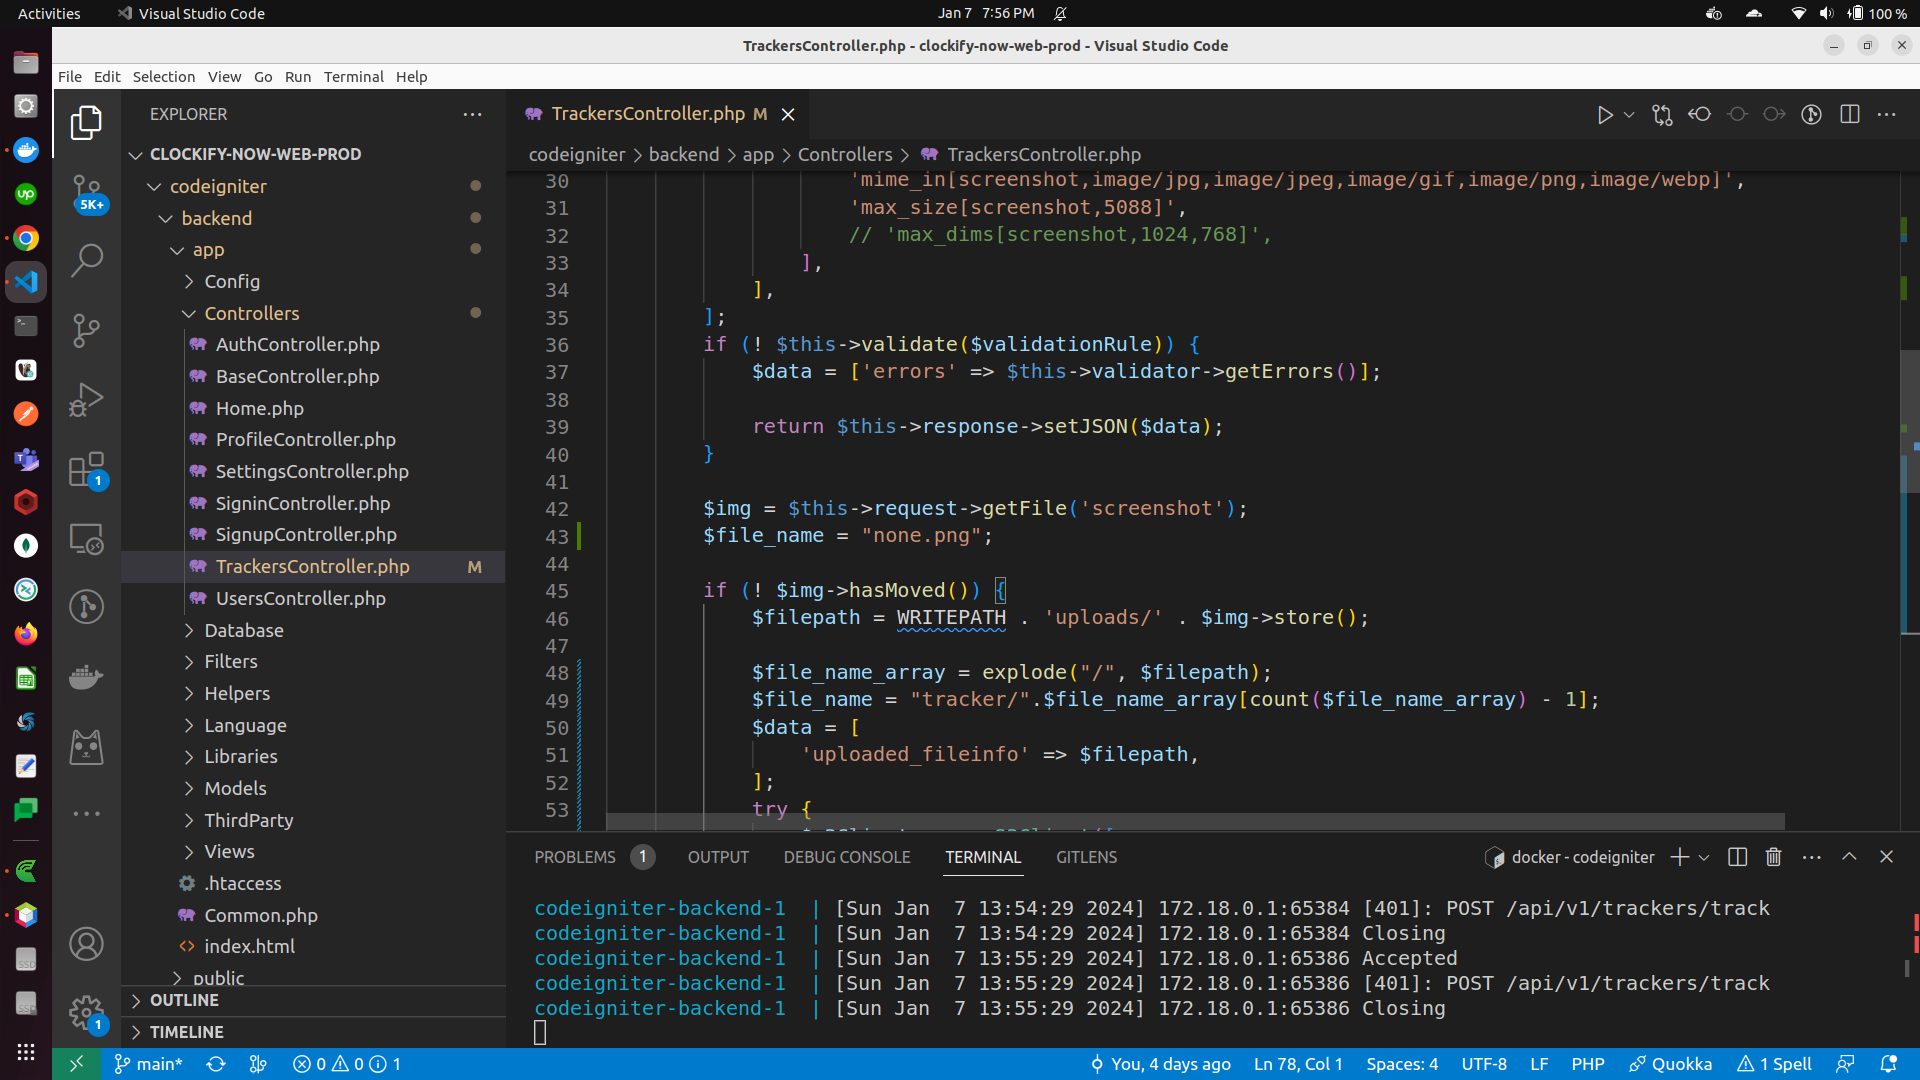 Activities
Visual Studio Code
Jan 7 7:56 PM
100 %
TrackersController.php - clockify-now-web-prod - Visual Studio Code
File Edit Selection View Go Run Terminal Help
EXPLORER
CLOCKIFY-NOW-WEB-PROD
codeigniter
backend
app
Config
Controllers
AuthController.php
BaseController.php
Home.php
ProfileController.php
SettingsController.php
SigninController.php
SignupController.php
TrackersController.php M
UsersController.php
Database
Filters
Helpers
Language
Libraries
Models
ThirdParty
Views
.htaccess
Common.php
index.html
public
OUTLINE
TIMELINE
5K+
1
1
TrackersController.php M
codeigniter > backend > app > Controllers > TrackersController.php
30 'mime_in[screenshot,image/jpg,image/jpeg,image/gif,image/png,image/webp]',
31 'max_size[screenshot,5088]',
32 // 'max_dims[screenshot,1024,768]',
33 ],
34 ],
35 ];
36 if (! $this->validate($validationRule)) {
37 $data = ['errors' => $this->validator->getErrors()];
38
39 return $this->response->setJSON($data);
40 }
41
42 $img = $this->request->getFile('screenshot');
43 $file_name = "none.png";
44
45 if (! $img->hasMoved()) {
46 $filepath = WRITEPATH . 'uploads/' . $img->store();
47
48 $file_name_array = explode("/", $filepath);
49 $file_name = "tracker/".$file_name_array[count($file_name_array) - 1];
50 $data = [
51 'uploaded_fileinfo' => $filepath,
52 ];
53 try {
PROBLEMS 1 OUTPUT DEBUG CONSOLE TERMINAL GITLENS
docker - codeigniter
codeigniter-backend-1 | [Sun Jan 7 13:54:29 2024] 172.18.0.1:65384 [401]: POST /api/v1/trackers/track
codeigniter-backend-1 | [Sun Jan 7 13:54:29 2024] 172.18.0.1:65384 Closing
codeigniter-backend-1 | [Sun Jan 7 13:55:29 2024] 172.18.0.1:65386 Accepted
codeigniter-backend-1 | [Sun Jan 7 13:55:29 2024] 172.18.0.1:65386 [401]: POST /api/v1/trackers/track
codeigniter-backend-1 | [Sun Jan 7 13:55:29 2024] 172.18.0.1:65386 Closing
main* 0 0 1 You, 4 days ago Ln 78, Col 1 Spaces: 4 UTF-8 LF PHP Quokka 1 Spell